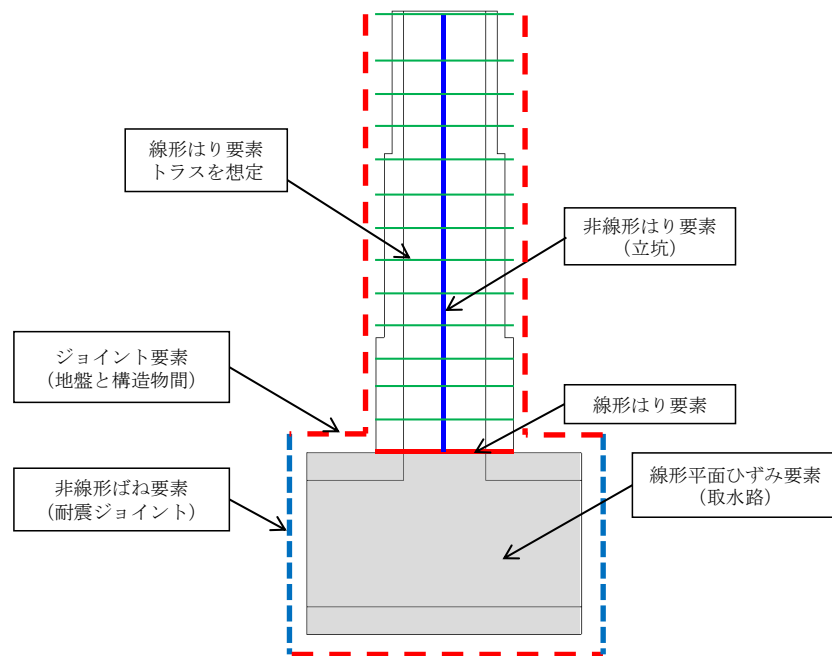 線形はり要素
トラスを想定
非線形はり要素
(立坑)
ジョイント要素
(地盤と構造物間)
線形はり要素
非線形ばね要素
(耐震ジョイント)
線形平面ひずみ要素
(取水路)